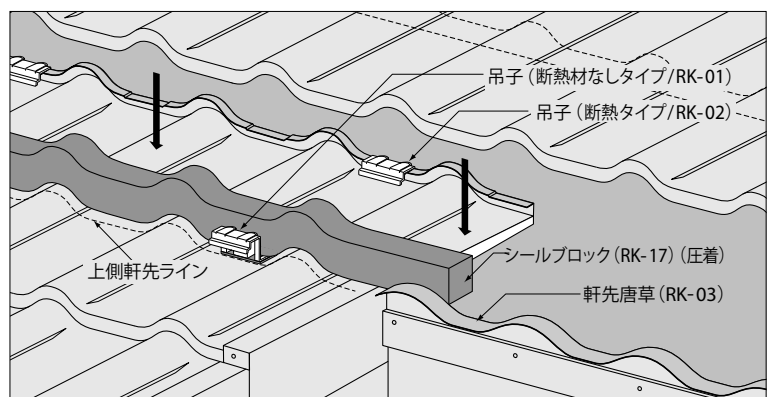 吊子（断熱材なしタイプ/RK-01）
吊子（断熱タイプ/RK-02）
シールブロック（RK-17）（圧着）
上側軒先ライン
軒先唐草（RK-03）